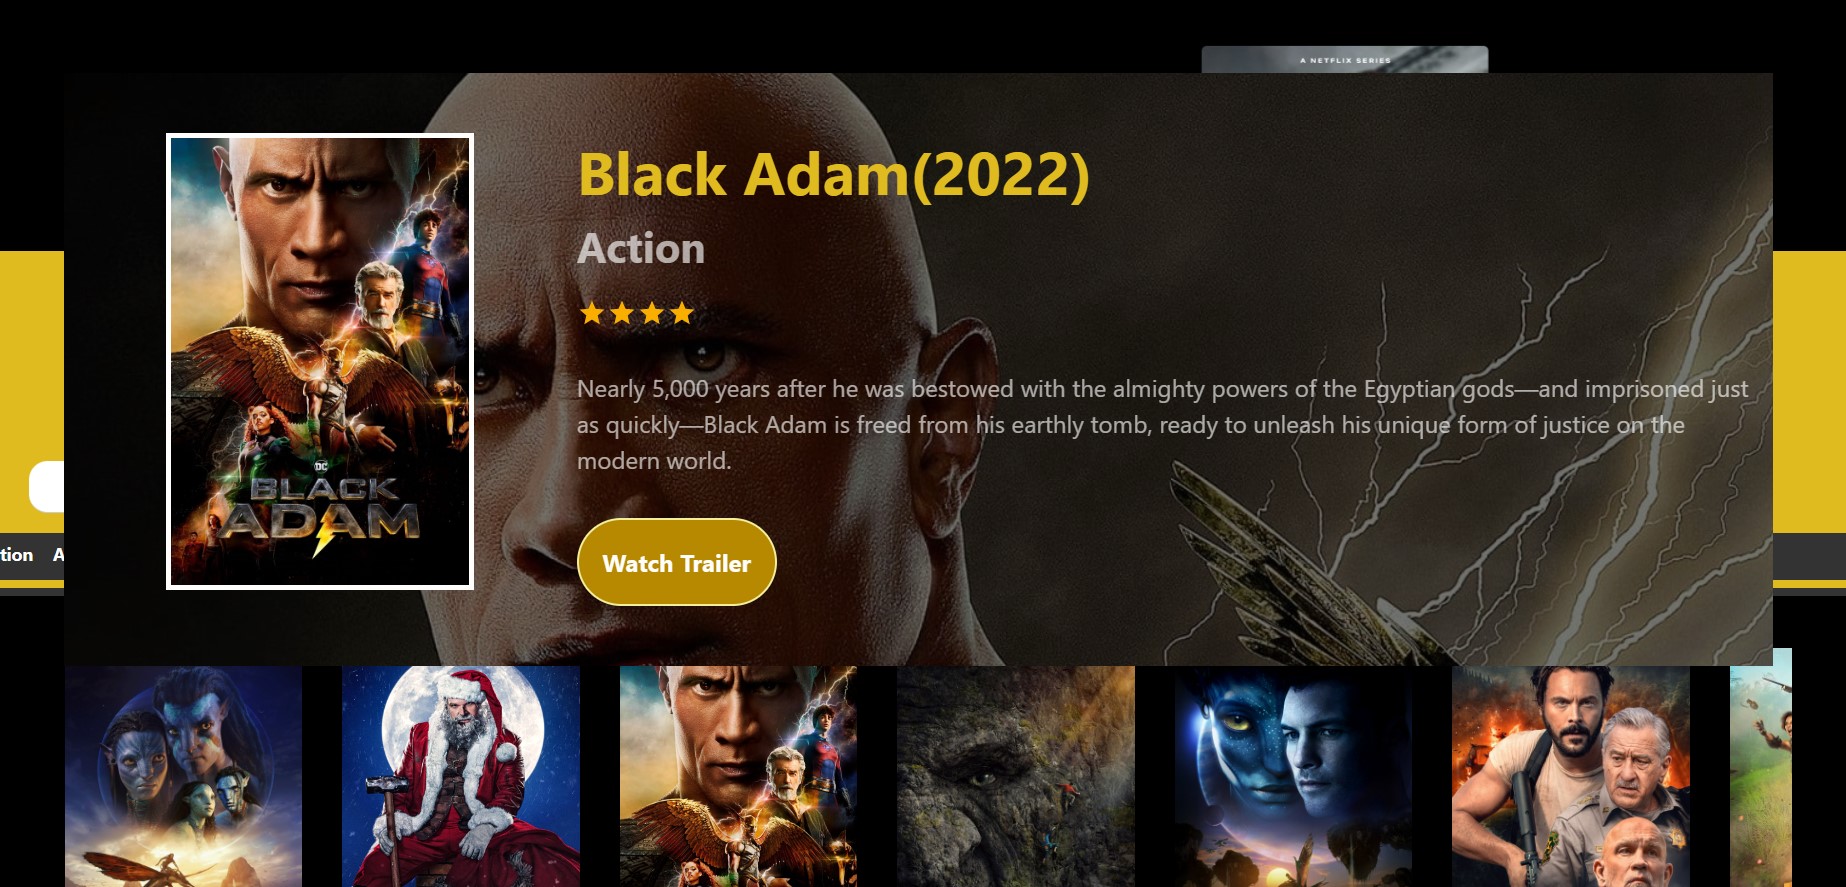 A NETFLIX SERIES
Black Adam(2022)
Action
Nearly 5,000 years after he was bestowed with the almighty powers of the Egyptian gods—and imprisoned just
as quickly—Black Adam is freed from his earthly tomb, ready to unleash his unique form of justice on the
modern world.
DC
BLACK
ADAM
Watch Trailer
tion A